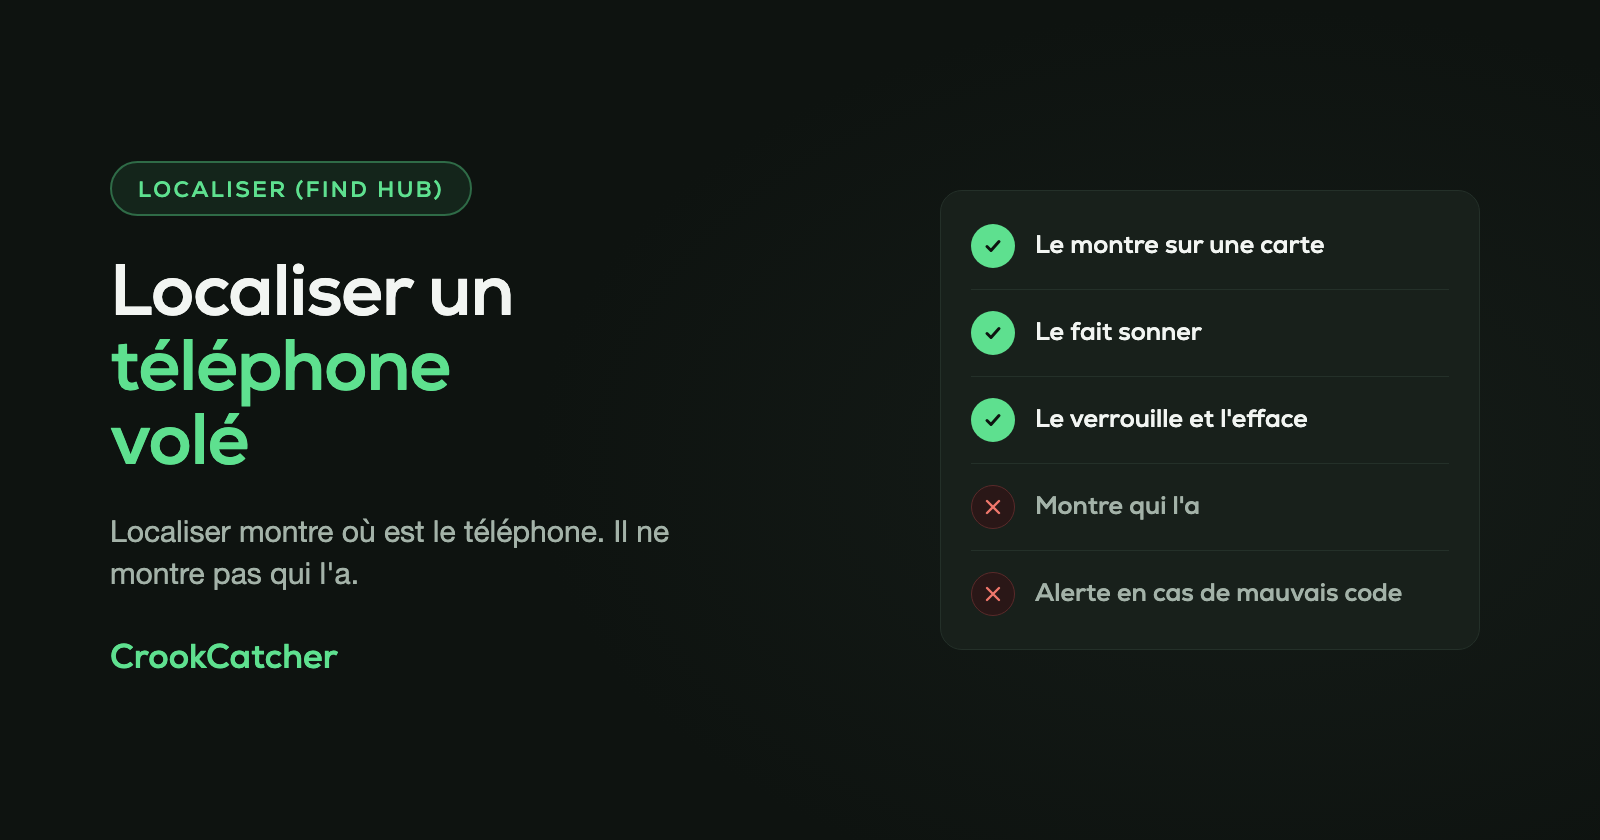 LOCALISER (FIND HUB)
Localiser un
téléphone
volé
Localiser montre où est le téléphone. Il ne
montre pas qui l'a.
CrookCatcher
Le montre sur une carte
Le fait sonner
Le verrouille et l'efface
Montre qui l'a
Alerte en cas de mauvais code